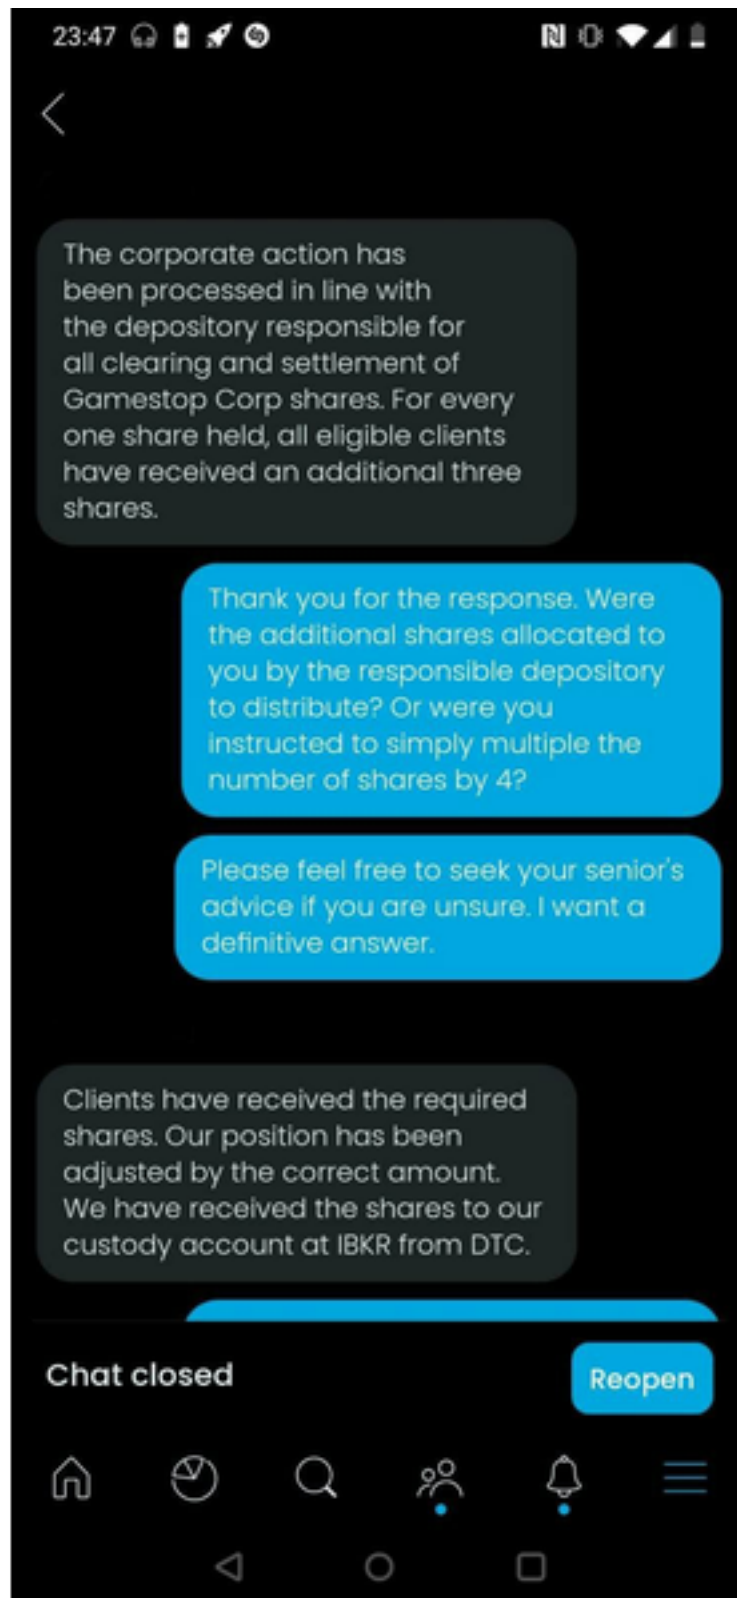 23:47
The corporate action has
been processed in line with
the depository responsible for
all clearing and settlement of
Gamestop Corp shares. For every
one share held, all eligible clients
have received an additional three
shares.
Thank you for the response. Were
the additional shares allocated to
you by the responsible depository
to distribute? Or were you
instructed to simply multiple the
number of shares by 4?
Please feel free to seek your senior's
advice if you are unsure. I want a
definitive answer.
Clients have received the required
shares. Our position has been
adjusted by the correct amount.
We have received the shares to our
custody account at IBKR from DTC.
Chat closed
Reopen